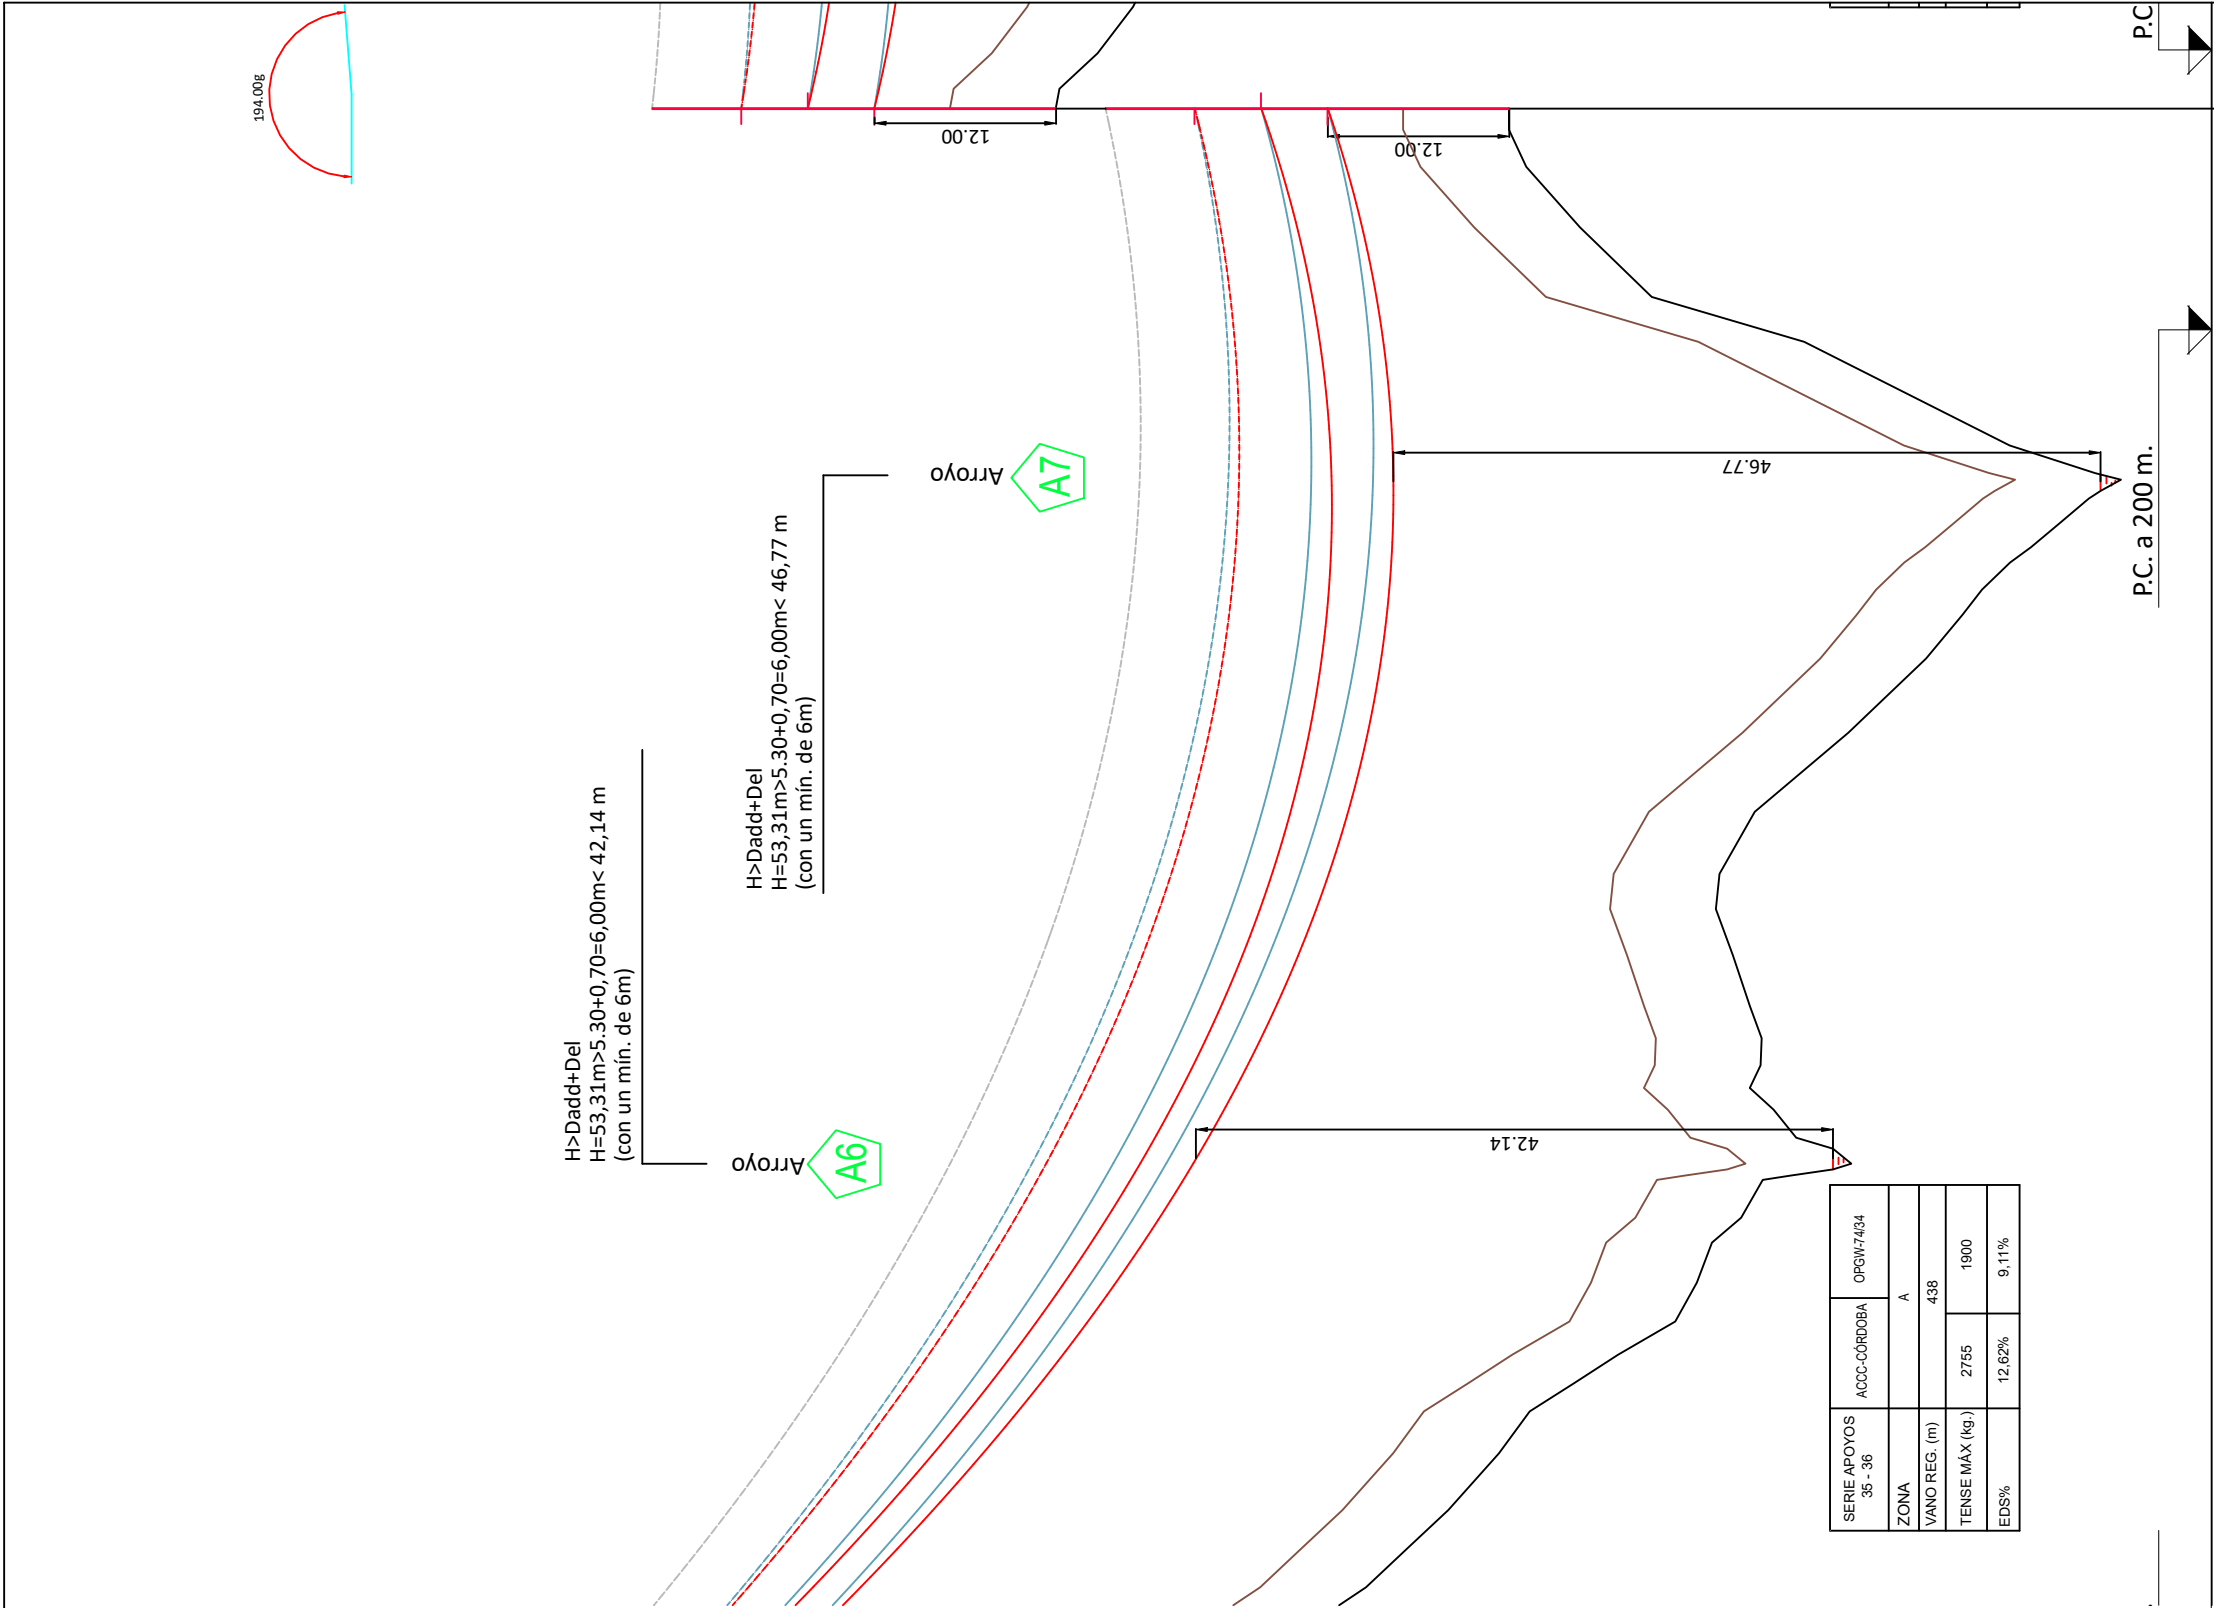 194.00g
12.00
12.00
Arroyo
A7
H>Dadd+Del
H=53,31m>5.30+0,70=6,00m< 46,77 m
(con un mín. de 6m)
46.77
H>Dadd+Del
H=53,31m>5.30+0,70=6,00m< 42,14 m
(con un mín. de 6m)
Arroyo
A6
42.14
P.C
P.C. a 200 m.
SERIE APOYOS
35 - 36
ACCC-CÓRDOBA
OPGW-74/34
ZONA
A
VANO REG. (m)
438
TENSE MÁX (kg.)
2755
1900
EDS%
12,62%
9,11%